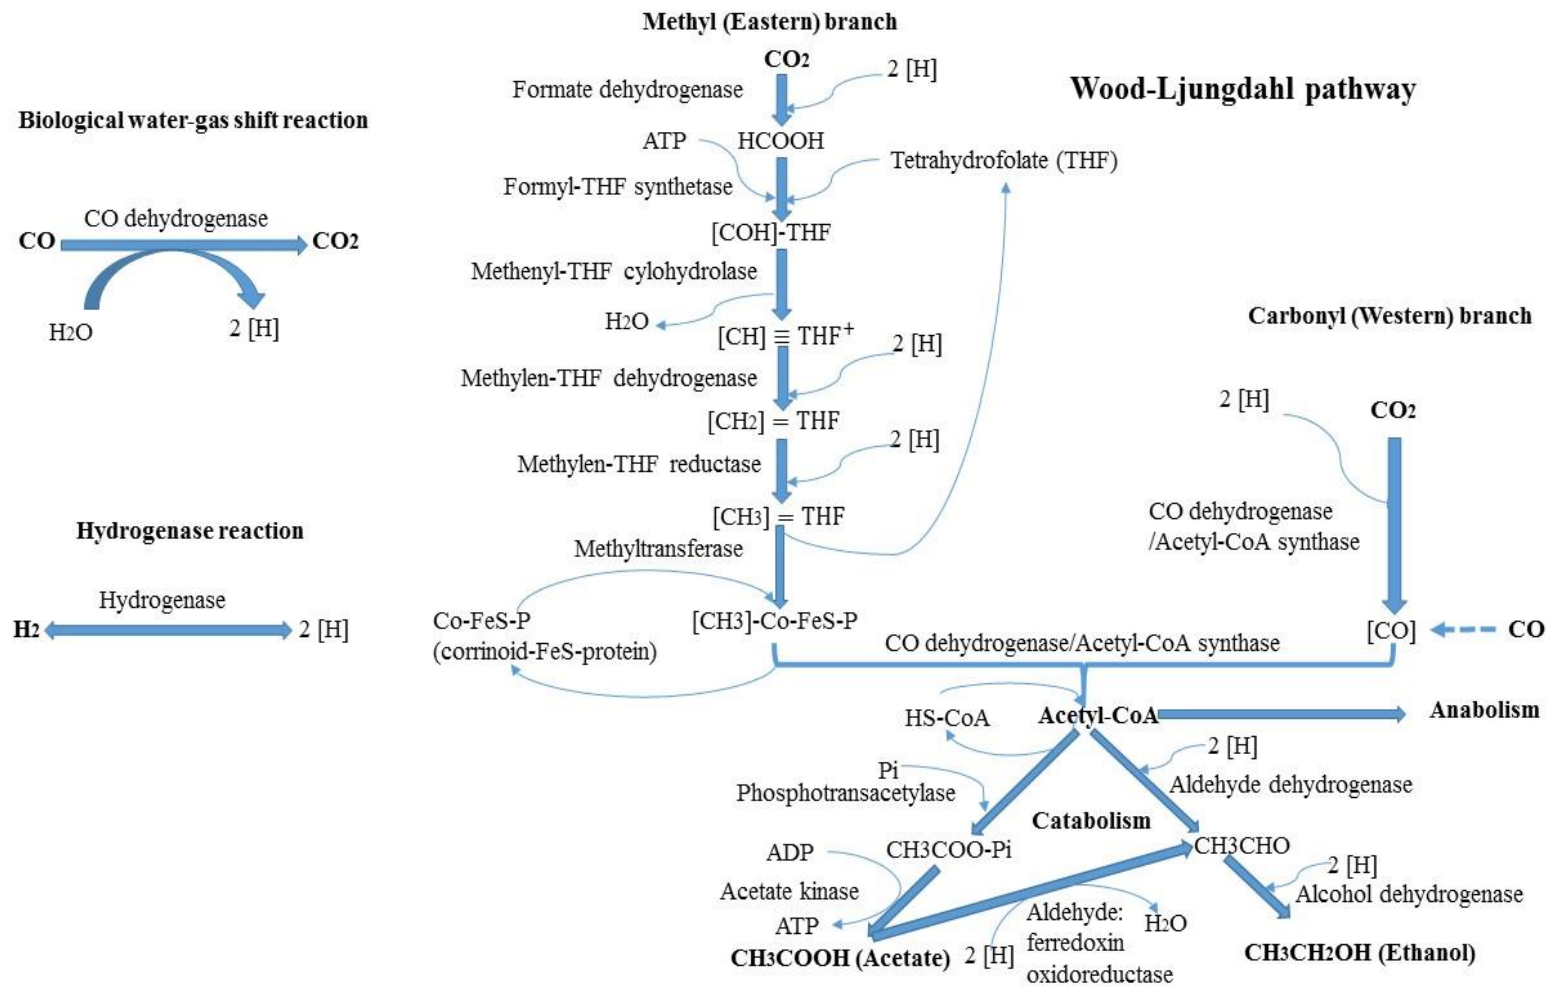 Methyl (Eastern) branch
CO2
2 [H]
Formate dehydrogenase
Wood-Ljungdahl pathway
Biological water-gas shift reaction
ATP
HCOOH
Tetrahydrofolate (THF)
Formyl-THF synthetase
CO dehydrogenase
CO
CO2
H2O
2 [H]
[COH]-THF
Methenyl-THF cylohydrolase
H2O
[CH] ≡ THF+
2 [H]
Methylen-THF dehydrogenase
[CH2] = THF
2 [H]
Methylen-THF reductase
[CH3] = THF
Methyltransferase
Carbonyl (Western) branch
2 [H]
CO2
CO dehydrogenase
/Acetyl-CoA synthase
[CO]
CO
Hydrogenase reaction
Hydrogenase
H2
2 [H]
Co-FeS-P
(corrinoid-FeS-protein)
[CH3]-Co-FeS-P
CO dehydrogenase/Acetyl-CoA synthase
HS-CoA
Acetyl-CoA
Anabolism
Pi
Phosphotransacetylase
2 [H]
Aldehyde dehydrogenase
Catabolism
ADP
CH3COO-Pi
CH3CHO
Acetate kinase
ATP
2 [H]
Alcohol dehydrogenase
CH3COOH (Acetate)
2 [H]
Aldehyde:
ferredoxin
oxidoreductase
H2O
CH3CH2OH (Ethanol)